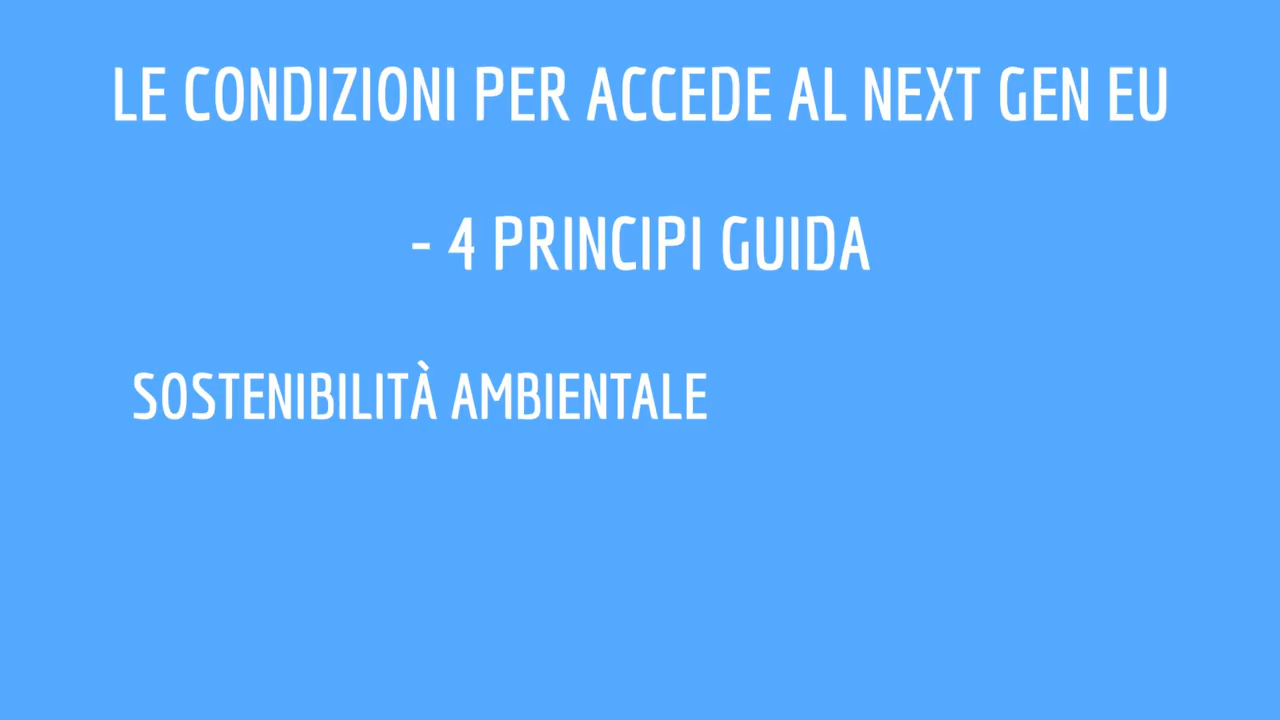 LE CONDIZIONI PER ACCEDE AL NEXT GEN EU
- 4 PRINCIPI GUIDA
SOSTENIBILITÀ AMBIENTALE